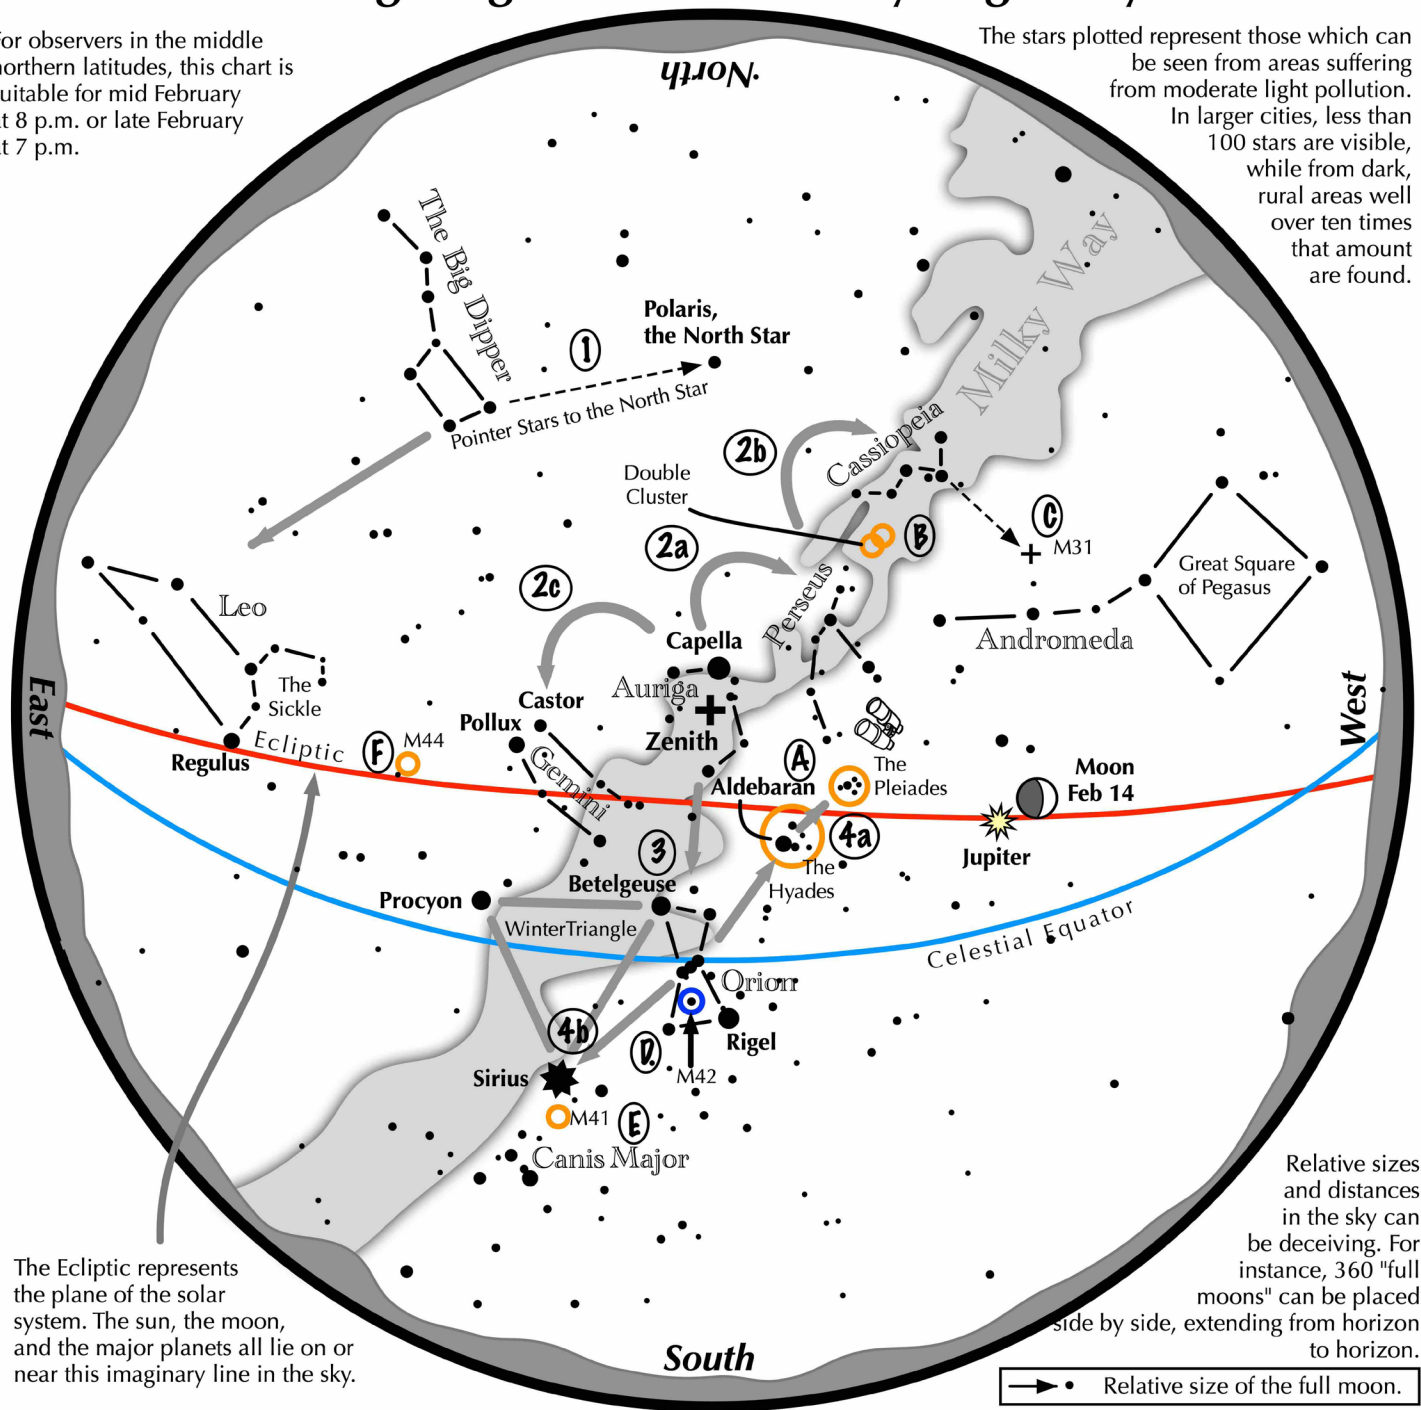 or observers in the middle
northern latitudes, this chart is
uitable for mid February
t 8 p.m. or late February
t 7 p.m.
The stars plotted represent those which can
be seen from areas suffering
from moderate light pollution.
In larger cities, less than
100 stars are visible,
while from dark,
rural areas well
over ten times
that amount
are found.
North
The Big Dipper
Milky Way
Polaris,
the North Star
1
Pointer Stars to the North Star
Cassiopeia
2b
Double
Cluster
C
M31
B
2a
Great Square
of Pegasus
2c
Perseus
Leo
Andromeda
Capella
The
Sickle
Auriga
East
West
Castor
Pollux
Zenith
Regulus
Ecliptic
F
M44
Gemini
A
The
Pleiades
Aldebaran
Moon
Feb 14
4a
3
Jupiter
The
Hyades
Betelgeuse
Procyon
WinterTriangle
Celestial Equator
Orion
4b
D.
Rigel
Sirius
M42
M41
E
Canis Major
Relative sizes
and distances
in the sky can
be deceiving. For
instance, 360 "full
moons" can be placed
side by side, extending from horizon
to horizon.
The Ecliptic represents
the plane of the solar
system. The sun, the moon,
and the major planets all lie on or
near this imaginary line in the sky.
South
Relative size of the full moon.